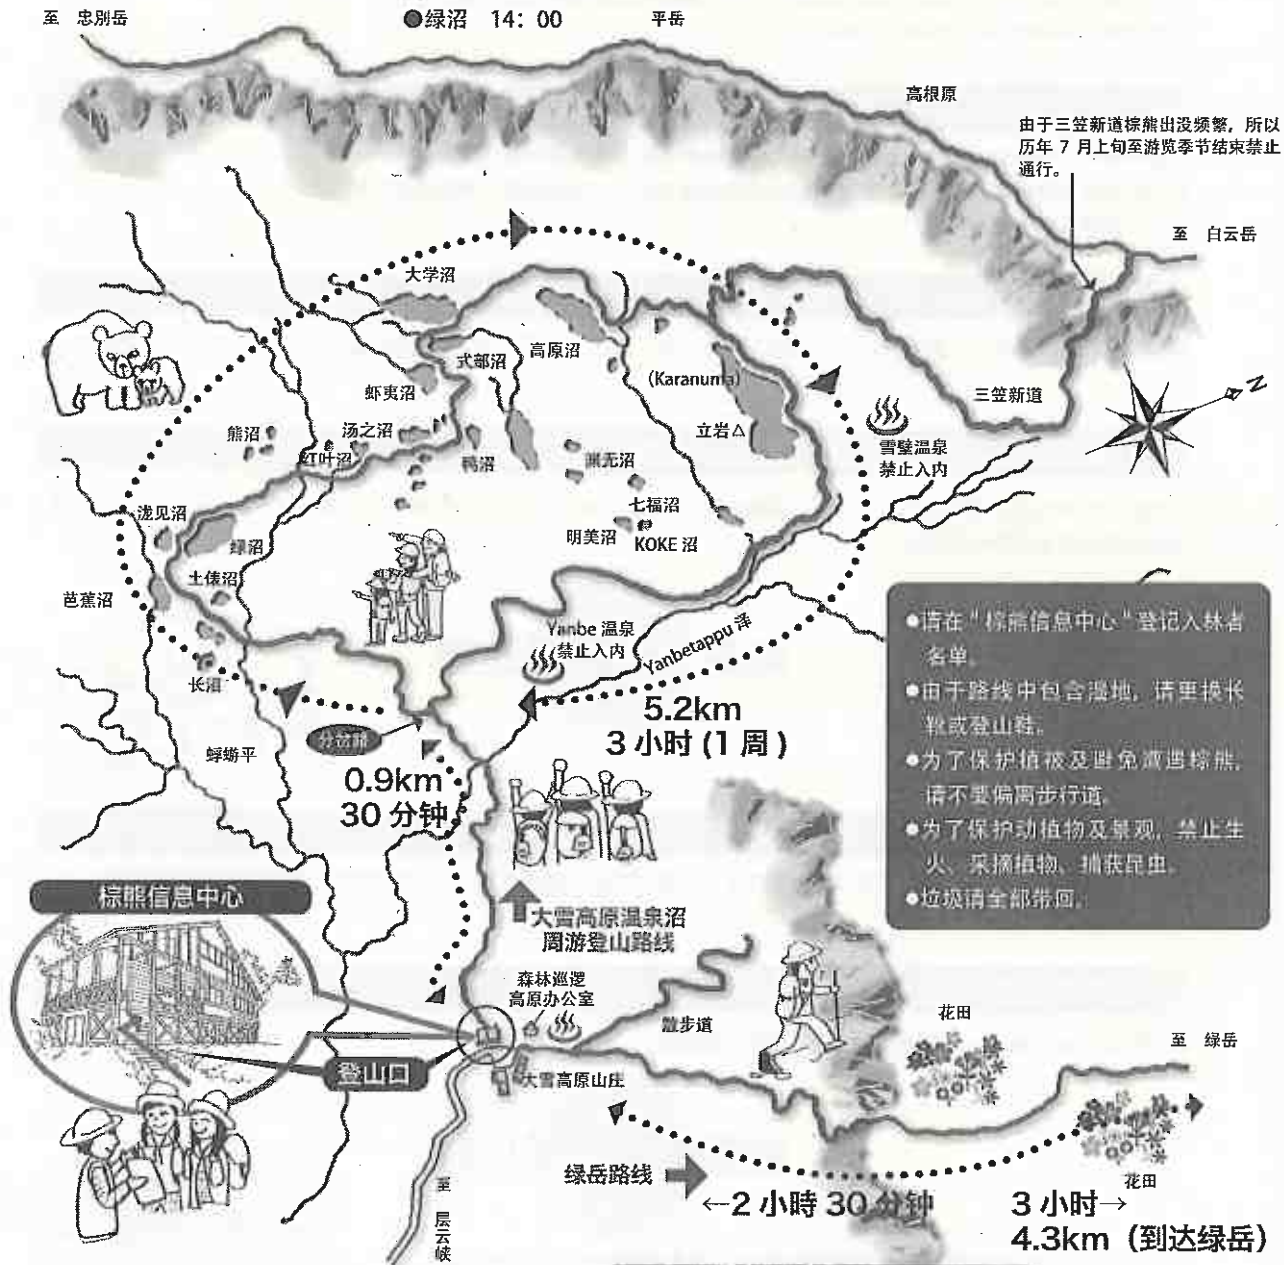 至 忠别岳
●绿沼 14：00
平岳
高根原
由于三笠新道棕熊出没频繁，所以
历年 7 月上旬至游览季节结束禁止
通行。
至 白云岳
大学沼
式部沼
高原沼
(Karanuma)
虾夷沼
三笠新道
N
熊沼
汤之沼
红叶沼
鸭沼
立岩△
雪壁温泉
禁止入内
七福沼
明美沼
KOKE 沼
泷见沼
绿沼
土俵沼
芭蕉沼
长沼
Yanbe 温泉
禁止入内
Yanbetappu 泽
●请在“棕熊信息中心”登记入林者
名单。
●由于路线中包含湿地，请更换长
靴或登山鞋。
●为了保护植被及避免遭遇棕熊，
请不要偏离步行道。
●为了保护动植物及景观，禁止生
火、采摘植物、捕获昆虫。
●垃圾请全部带回。
5.2km
3 小时 (1 周 )
分岔路
蜉蝣平
0.9km
30 分钟
棕熊信息中心
大雪高原温泉沼
周游登山路线
森林巡逻
高原办公室
散步道
花田
至 绿岳
登山口
大雪高原山庄
绿岳路线
←2 小時 30 分钟
花田
3 小时→
4.3km（到达绿岳）
至 层云峡